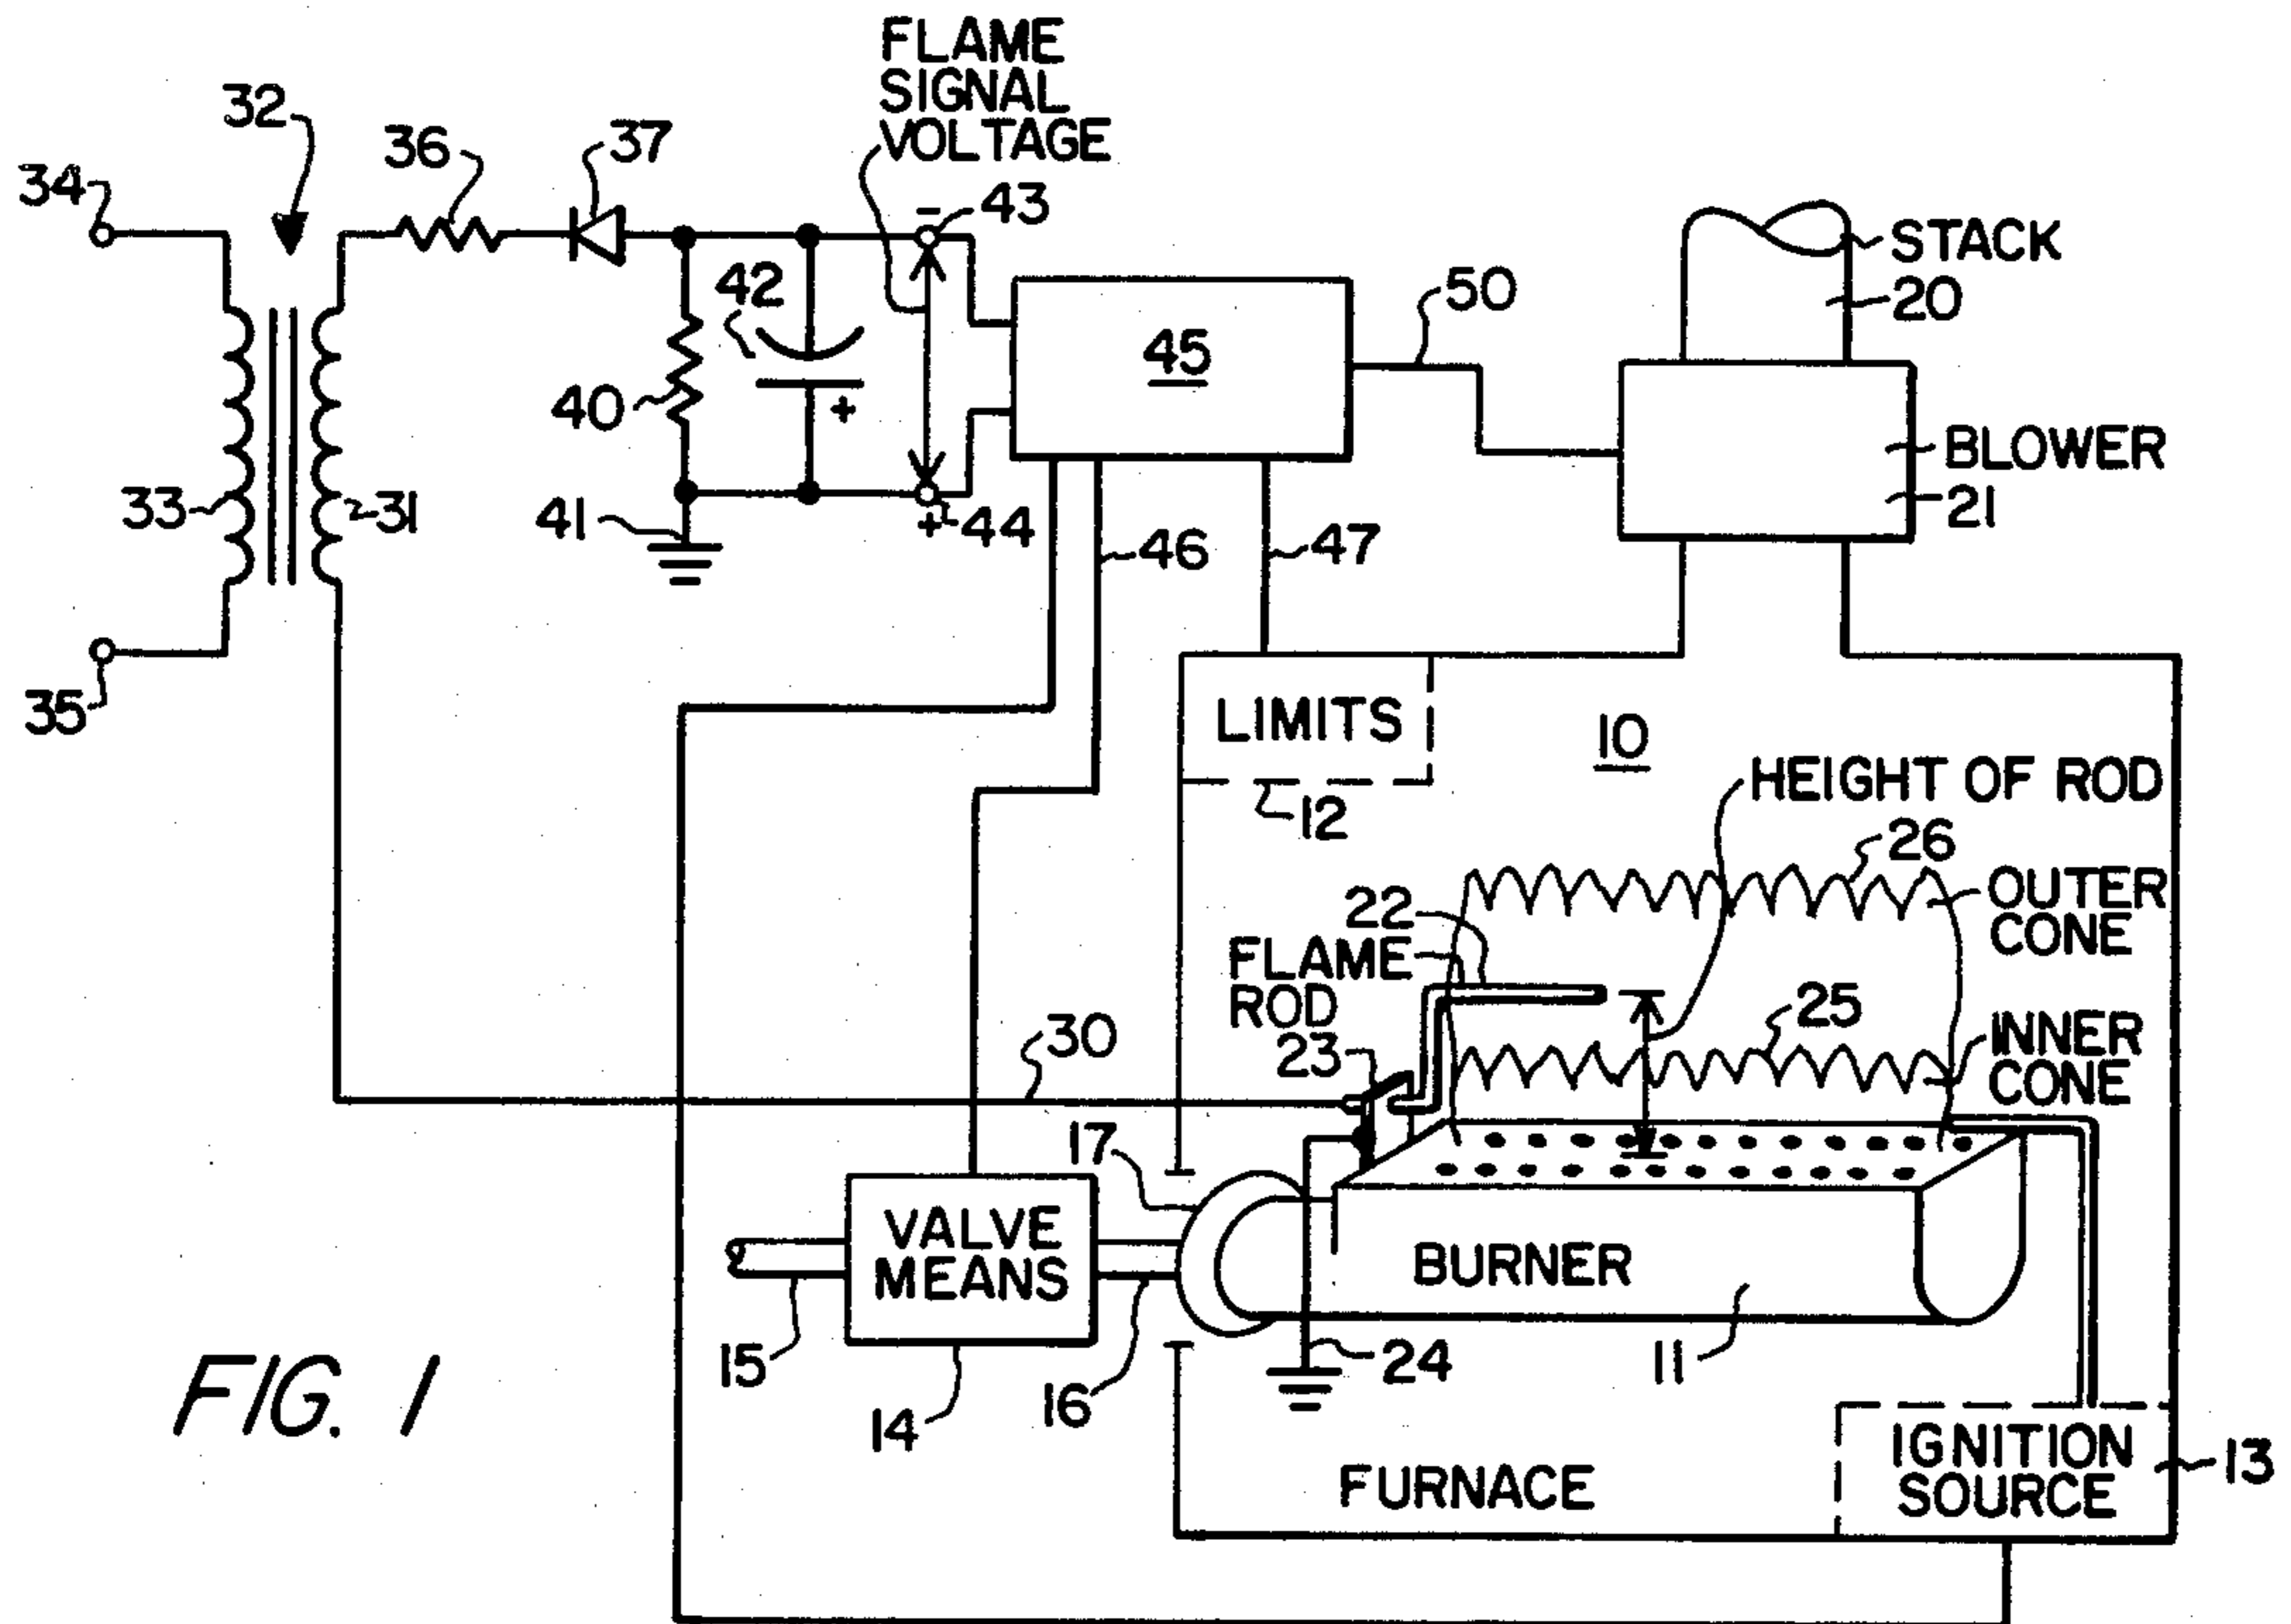 FLAME
SIGNAL
VOLTAGE
32
36
37
34
- 43
STACK
20
42
50
45
40
+
BLOWER
21
33
31
41
+ 44
46
47
35
LIMITS
10
12
HEIGHT OF ROD
26
OUTER
CONE
22
FLAME
ROD
25
INNER
CONE
30
23
17
VALVE
MEANS
BURNER
15
16
24
11
14
FIG. 1
FURNACE
IGNITION
SOURCE
13